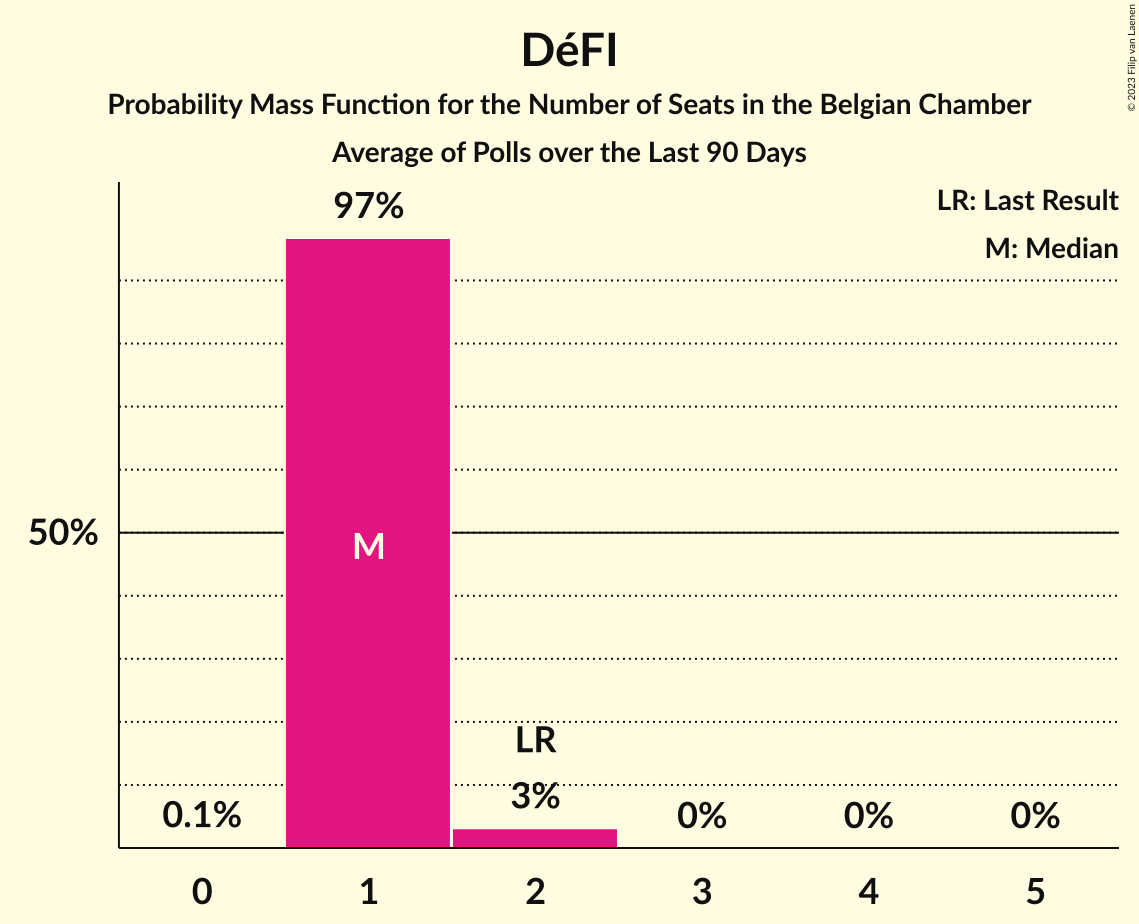 DéFI
Probability Mass Function for the Number of Seats in the Belgian Chamber
Average of Polls over the Last 90 Days
© 2023 Filip van Laenen
LR: Last Result
M: Median
97%
50%
M
LR
0.1%
3%
0%
0%
0%
0 1 2 3 4 5